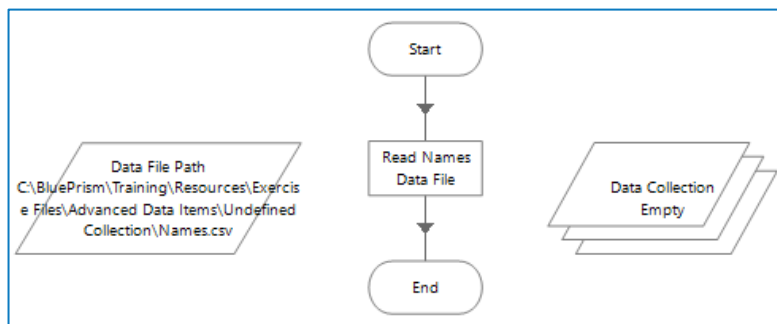 Start
Data File Path
C:\BluePrism\Training\Resources\Exercis
e Files\Advanced Data Items\Undefined
Collection\Names.csv
Read Names
Data File
Data Collection
Empty
End